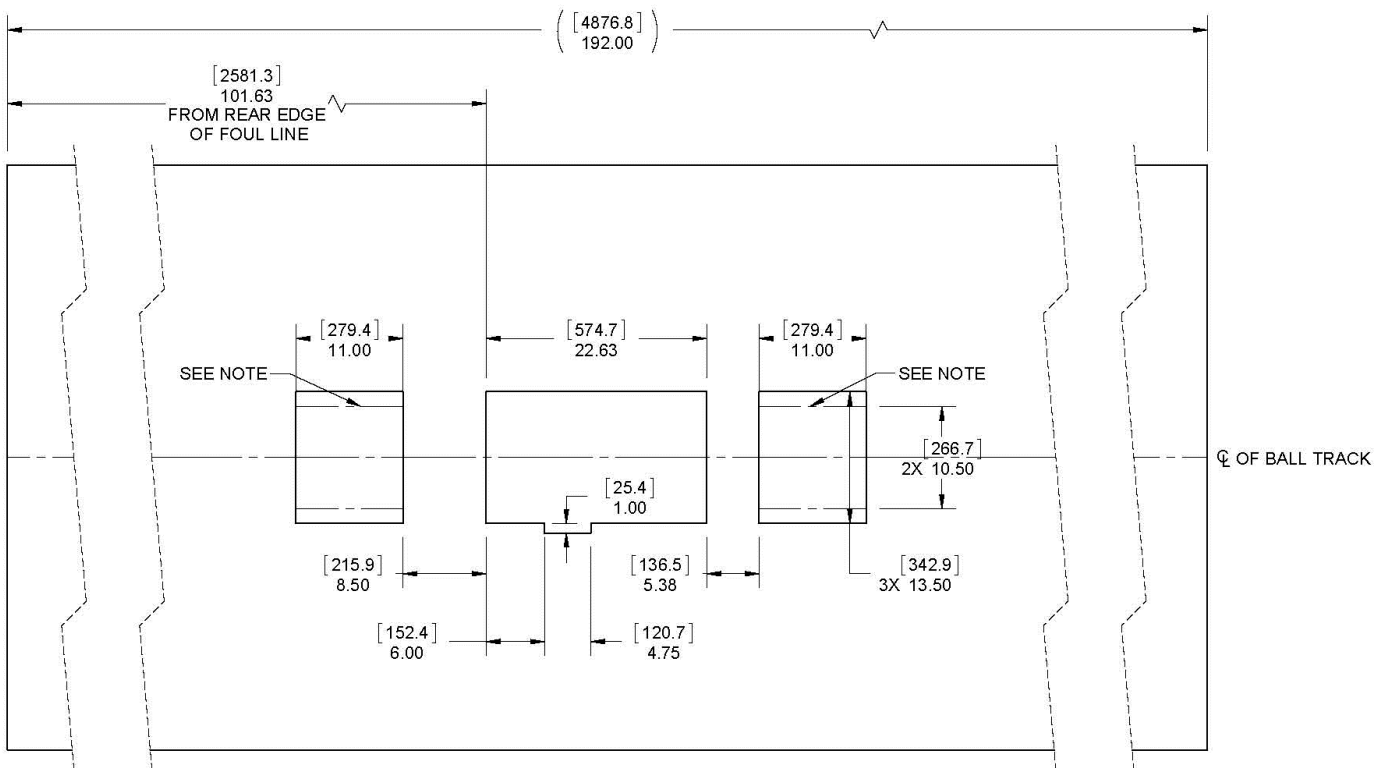 ( [4876.8] )
192.00
[2581.3]
101.63
FROM REAR EDGE
OF FOUL LINE
[279.4]
11.00
[574.7]
22.63
[279.4]
11.00
SEE NOTE
SEE NOTE
[266.7]
2X 10.50
℄ OF BALL TRACK
[25.4]
1.00
[215.9]
8.50
[136.5]
5.38
[342.9]
3X 13.50
[152.4]
6.00
[120.7]
4.75